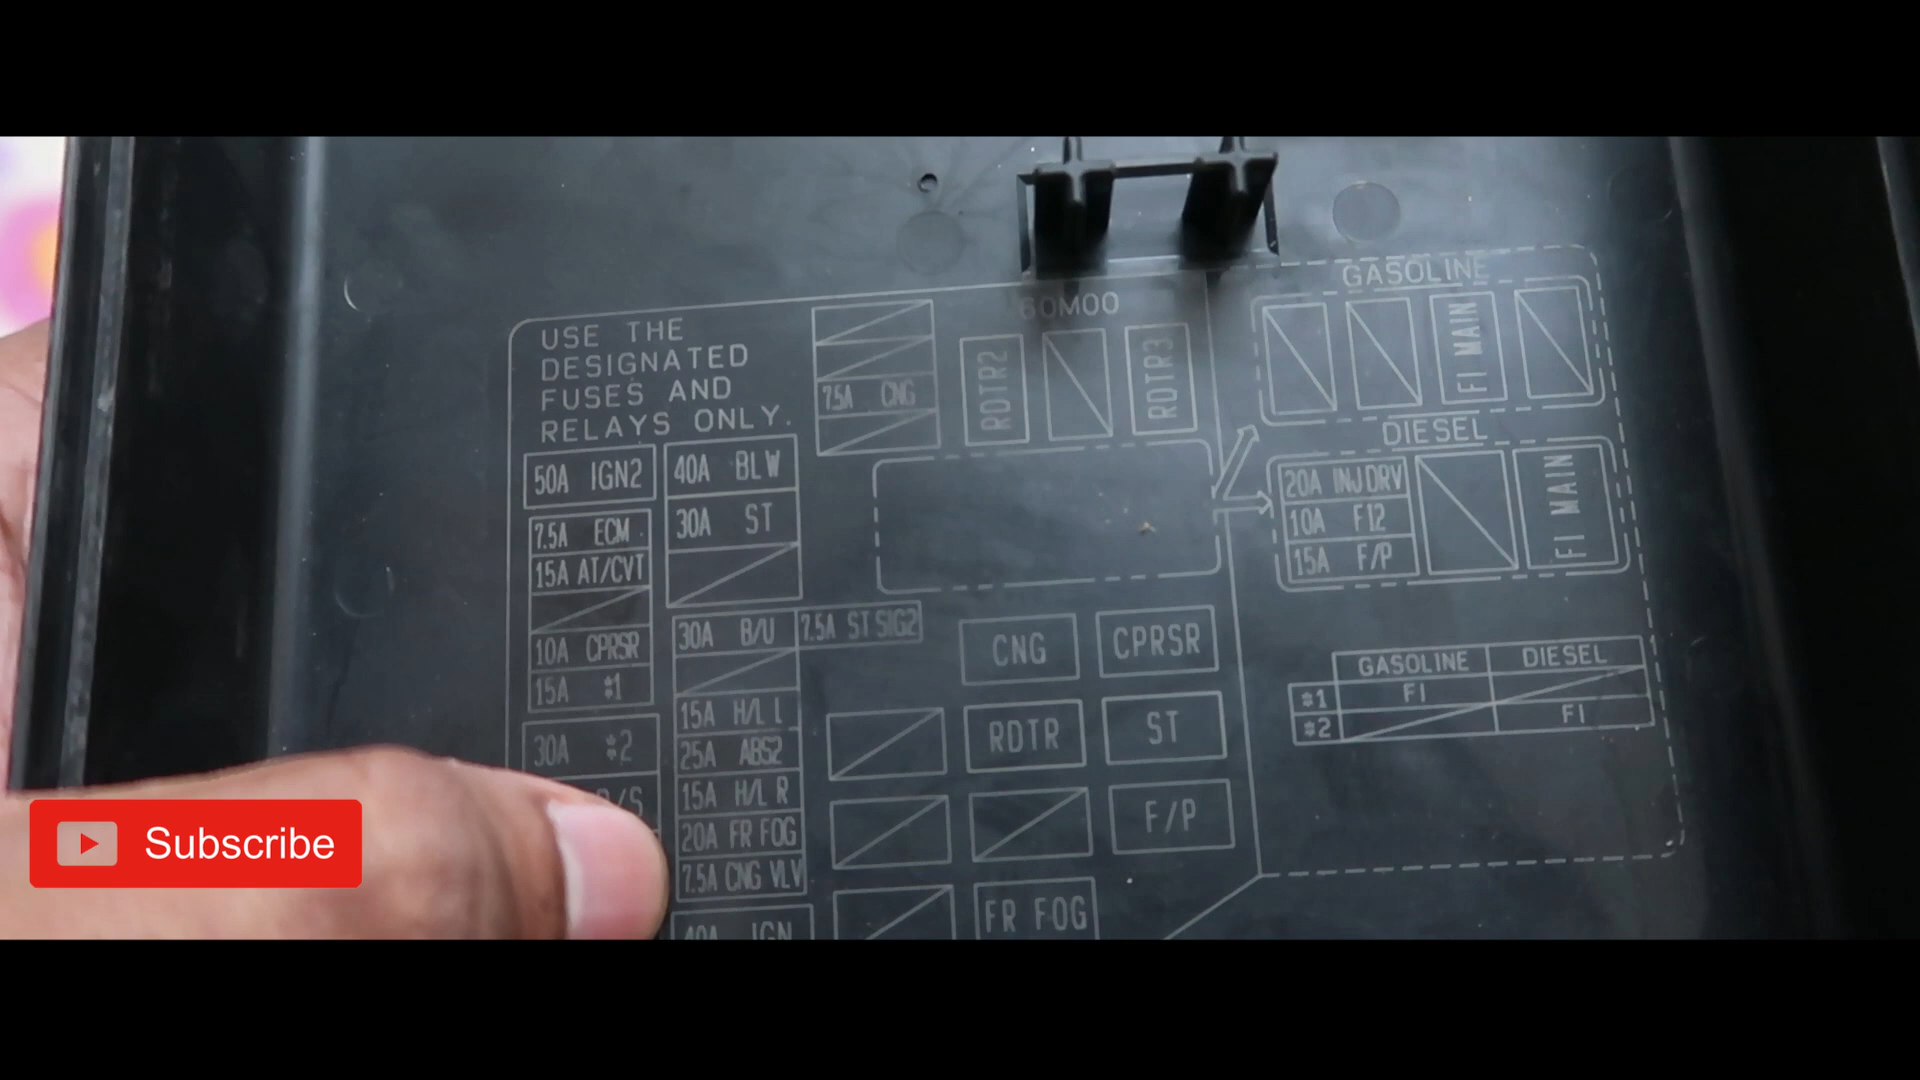 USE THE
DESIGNATED
FUSES AND
RELAYS ONLY.
50A IGN2
7.5A ECM
15A AT/CVT
10A CPRSR
15A *1
30A *2
P/S
40A BLW
30A ST
30A B/U
7.5A ST SIG2
15A H/L L
25A ABS2
15A H/L R
20A FR FOG
7.5A CNG VLV
40A IGN
7.5A CNG
60M00
RDTR2
RDTR3
CNG
CPRSR
RDTR
ST
F/P
FR FOG
GASOLINE
FI MAIN
DIESEL
20A INJ DRV
10A FI2
15A F/P
FI MAIN
GASOLINE DIESEL
*1 FI
*2 FI
Subscribe